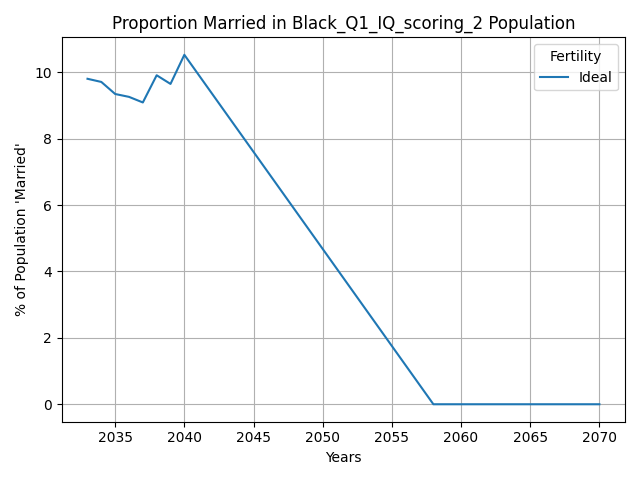 Proportion Married in Black_Q1_IQ_scoring_2 Population
Fertility
Ideal
% of Population 'Married'
10
8
6
4
2
0
2035 2040 2045 2050 2055 2060 2065 2070
Years